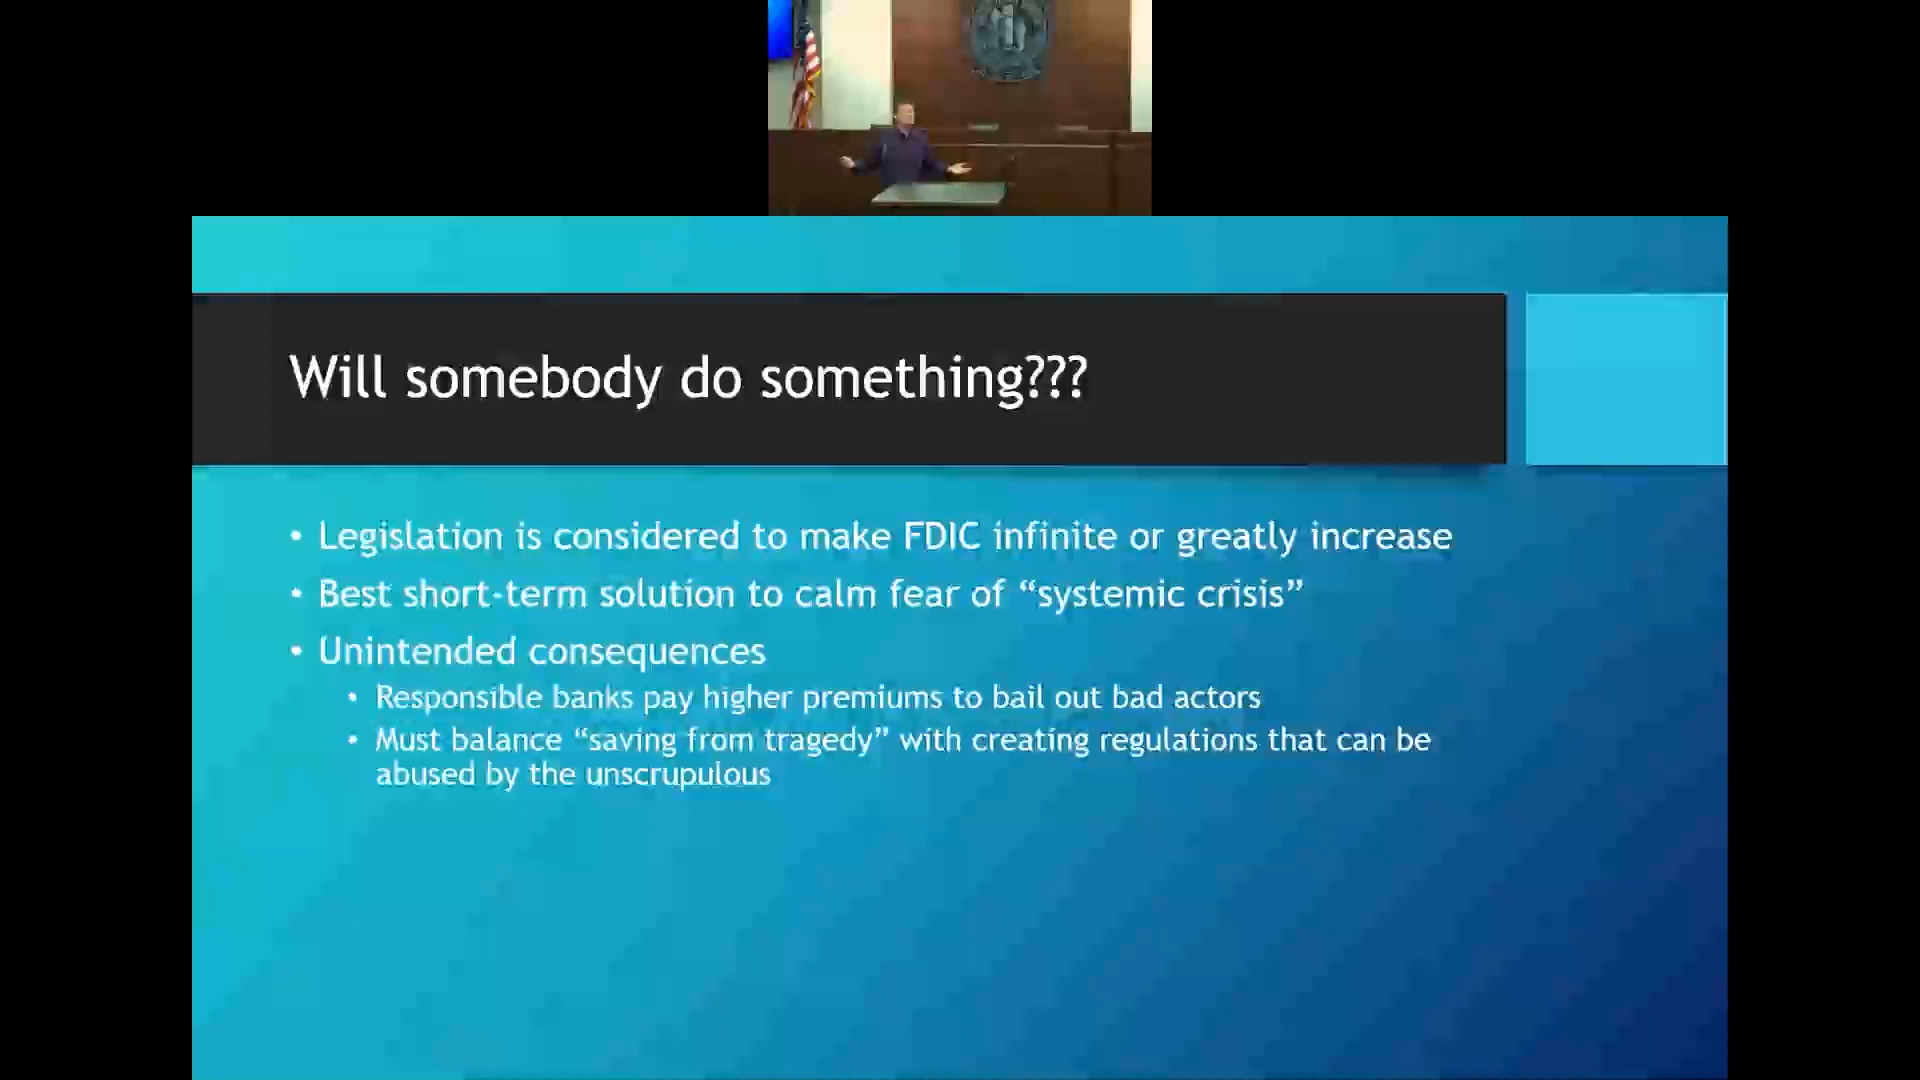 Will somebody do something???
• Legislation is considered to make FDIC infinite or greatly increase
• Best short-term solution to calm fear of “systemic crisis”
• Unintended consequences
• Responsible banks pay higher premiums to bail out bad actors
• Must balance “saving from tragedy” with creating regulations that can be
abused by the unscrupulous